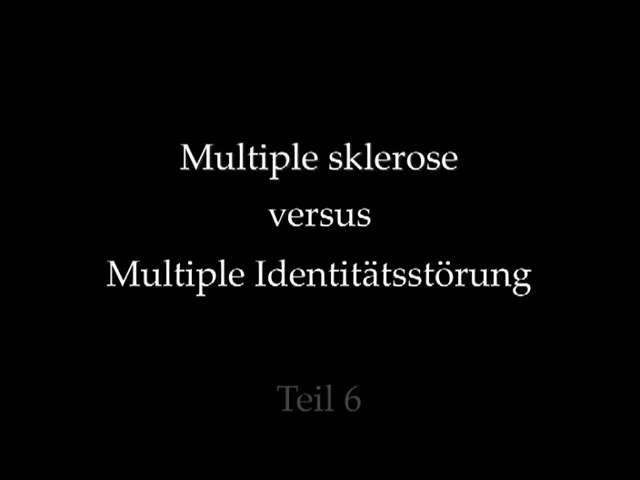 Multiple sklerose
versus
Multiple Identitätsstörung
Teil 6